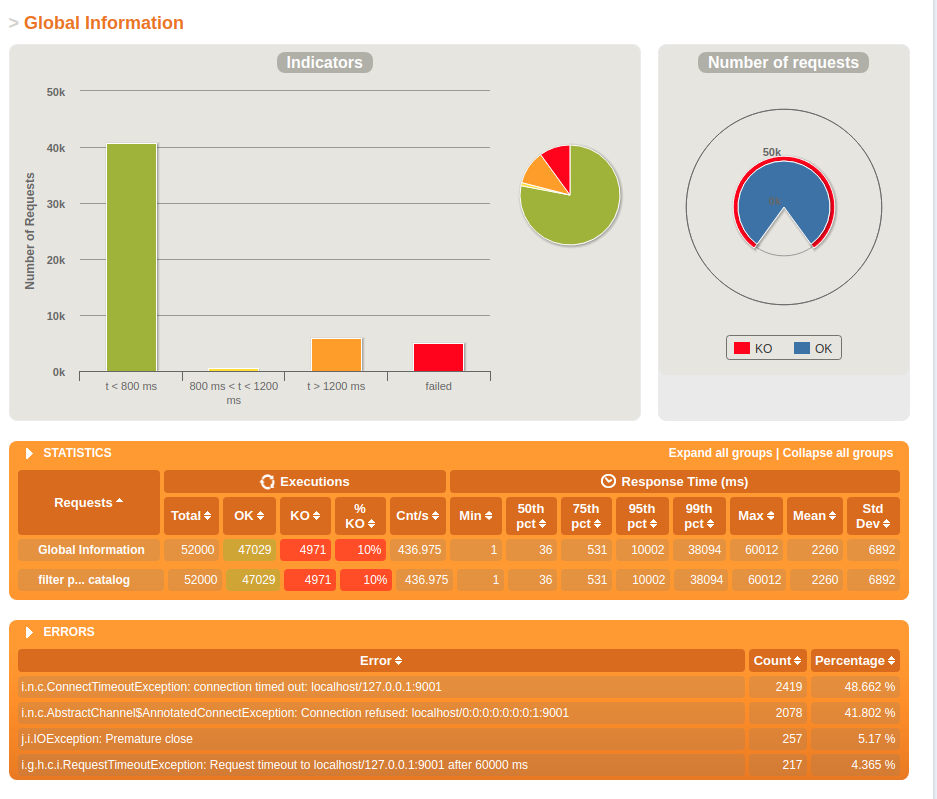 > Global Information
Indicators
Number of Requests
50k
40k
30k
20k
10k
0k
t < 800 ms
800 ms < t < 1200
ms
t > 1200 ms
failed
Number of requests
50k
0k
KO OK
STATISTICS Expand all groups | Collapse all groups
Requests Executions Response Time (ms)
Total OK KO % KO Cnt/s Min 50th pct 75th pct 95th pct 99th pct Max Mean Std Dev
Global Information 52000 47029 4971 10% 436.975 1 36 531 10002 38094 60012 2260 6892
filter p... catalog 52000 47029 4971 10% 436.975 1 36 531 10002 38094 60012 2260 6892
ERRORS
Error Count Percentage
i.n.c.ConnectTimeoutException: connection timed out: localhost/127.0.0.1:9001 2419 48.662 %
i.n.c.AbstractChannel$AnnotatedConnectException: Connection refused: localhost/0:0:0:0:0:0:0:1:9001 2078 41.802 %
j.i.IOException: Premature close 257 5.17 %
i.g.h.c.i.RequestTimeoutException: Request timeout to localhost/127.0.0.1:9001 after 60000 ms 217 4.365 %